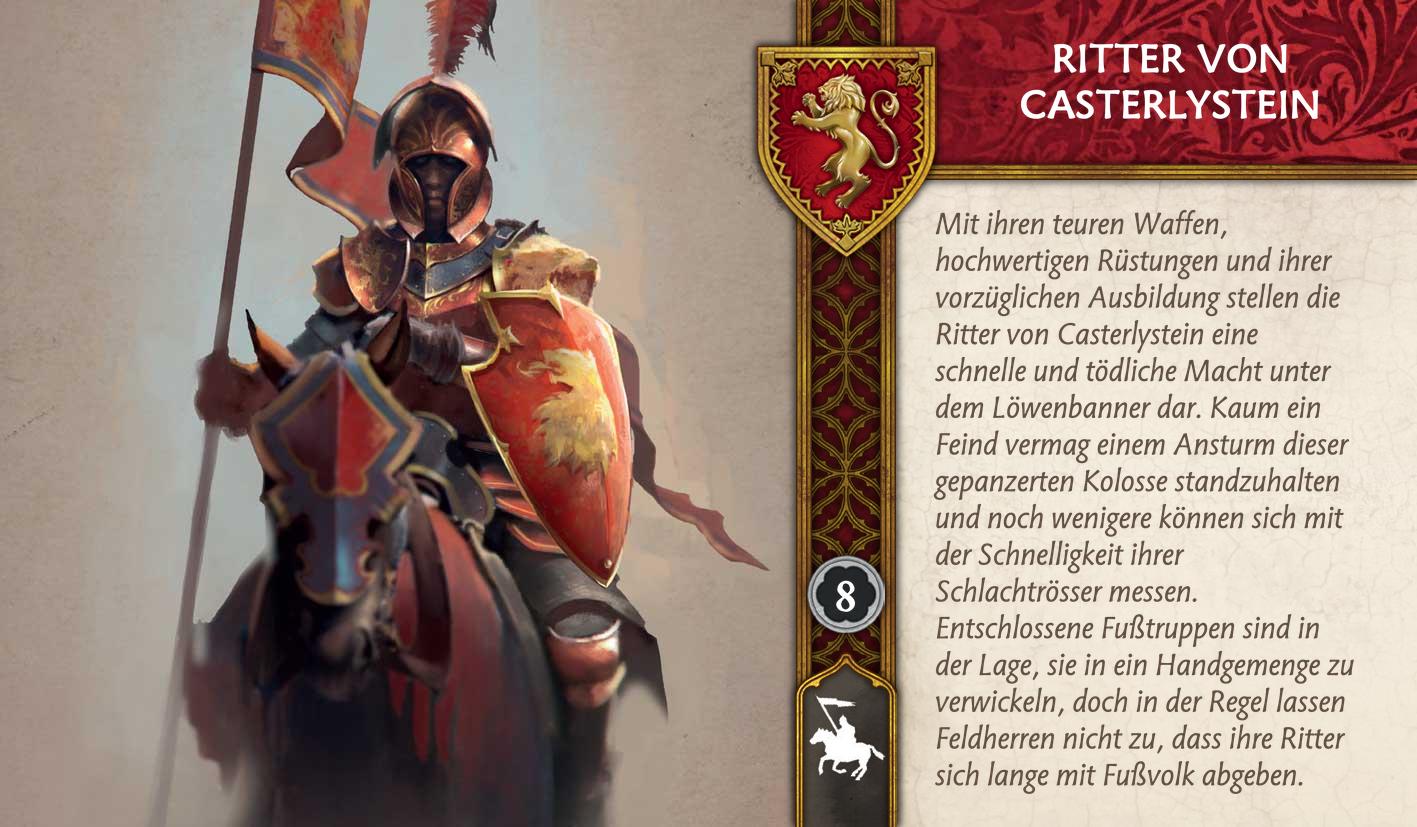 RITTER VON
CASTERLYSTEIN
Mit ihren teuren Waffen,
hochwertigen Rüstungen und ihrer
vorzüglichen Ausbildung stellen die
Ritter von Casterlystein eine
schnelle und tödliche Macht unter
dem Löwenbanner dar. Kaum ein
Feind vermag einem Ansturm dieser
gepanzerten Kolosse standzuhalten
und noch wenigere können sich mit
der Schnelligkeit ihrer
Schlachtrösser messen.
Entschlossene Fußtruppen sind in
der Lage, sie in ein Handgemenge zu
verwickeln, doch in der Regel lassen
Feldherren nicht zu, dass ihre Ritter
sich lange mit Fußvolk abgeben.
8